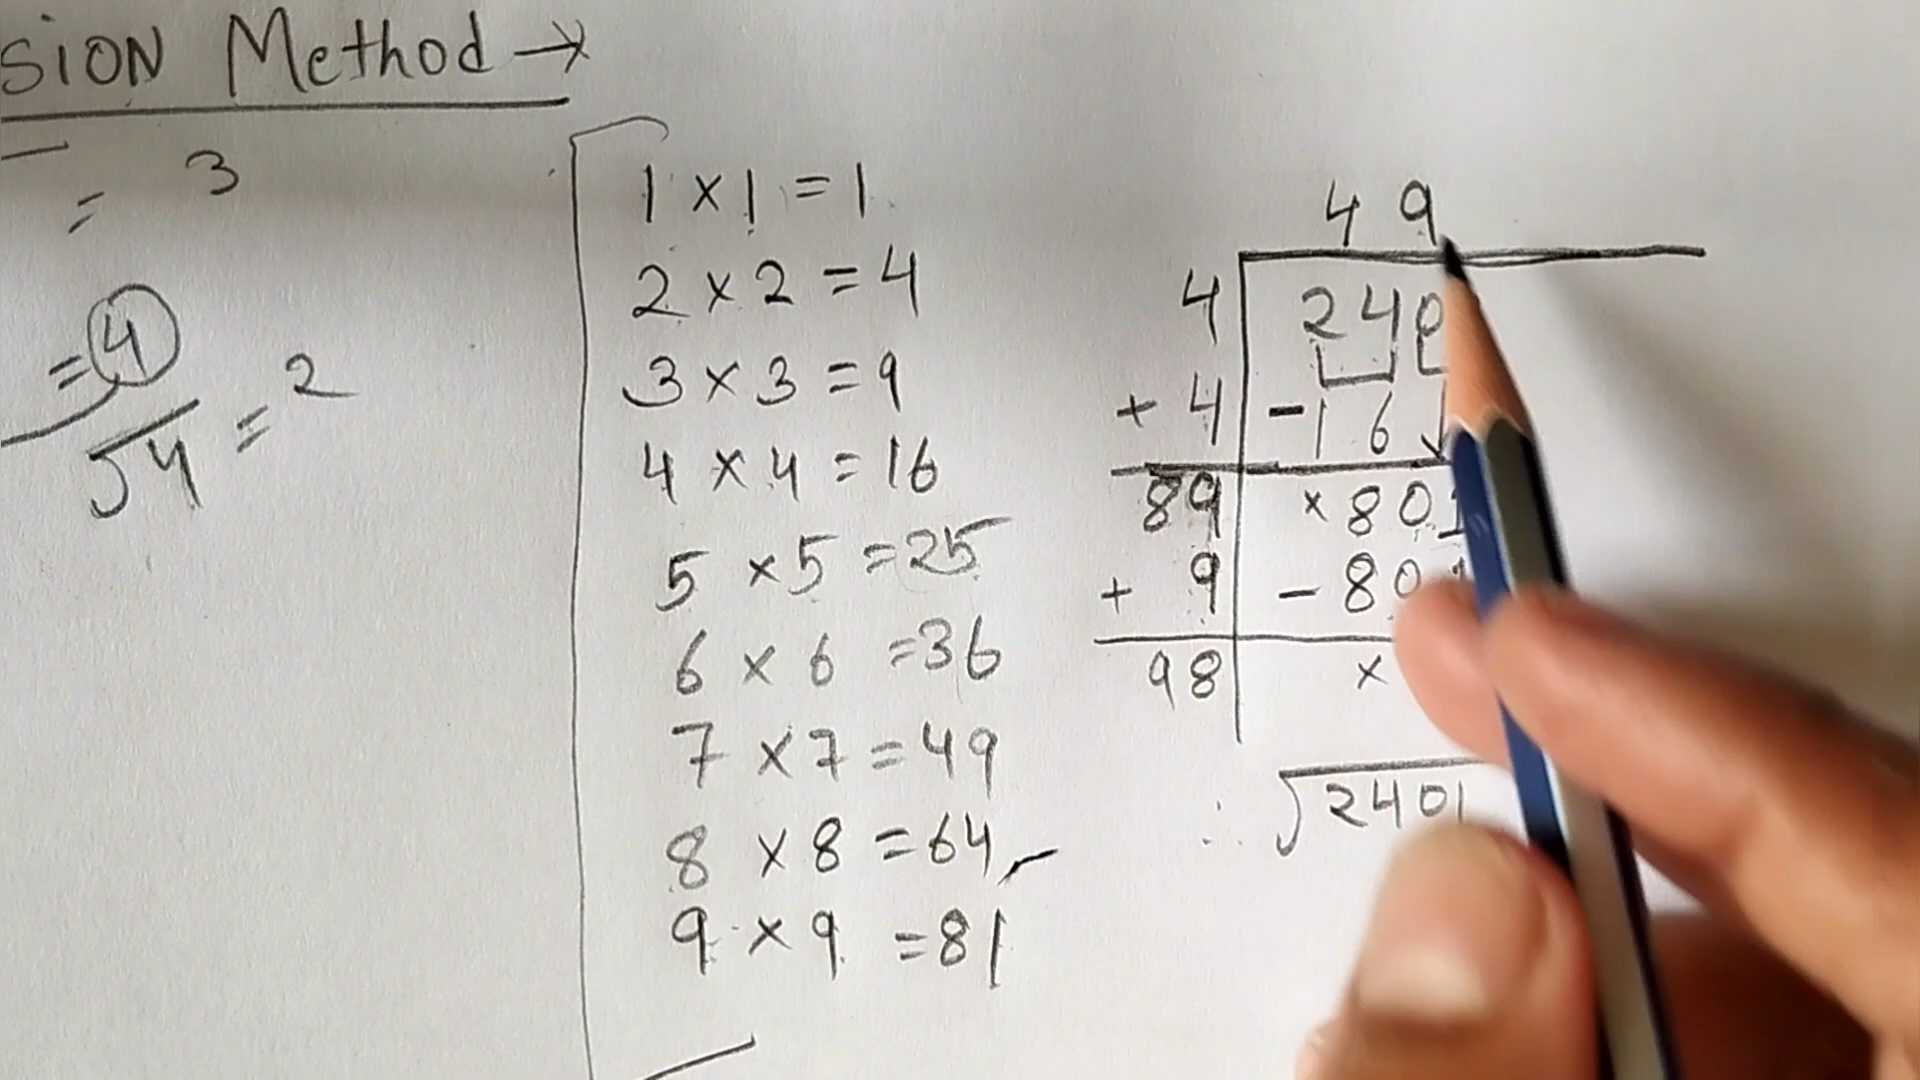 SION Method →
= 3
= 4
√4 = 2
1 × 1 = 1
2 × 2 = 4
3 × 3 = 9
4 × 4 = 16
5 × 5 = 25
6 × 6 = 36
7 × 7 = 49
8 × 8 = 64
9 × 9 = 81
4 9
4 240
+ 4 - 16
89 × 801
+ 9 - 80
98 ×
∴ √2401